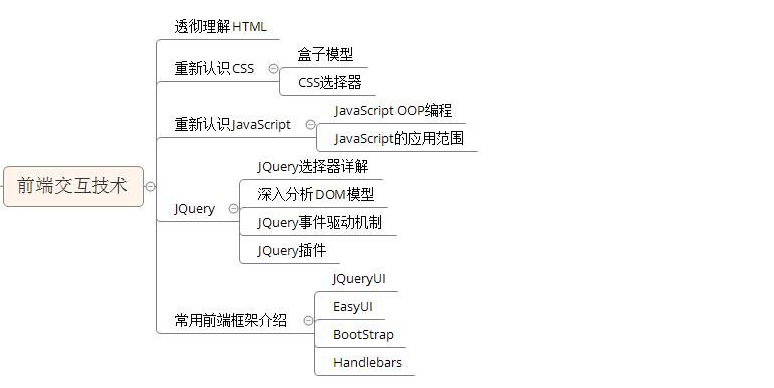 透彻理解HTML
重新认识CSS
盒子模型
CSS选择器
重新认识JavaScript
JavaScript OOP编程
JavaScript的应用范围
前端交互技术
JQuery
JQuery选择器详解
深入分析DOM模型
JQuery事件驱动机制
JQuery插件
常用前端框架介绍
JQueryUI
EasyUI
BootStrap
Handlebars